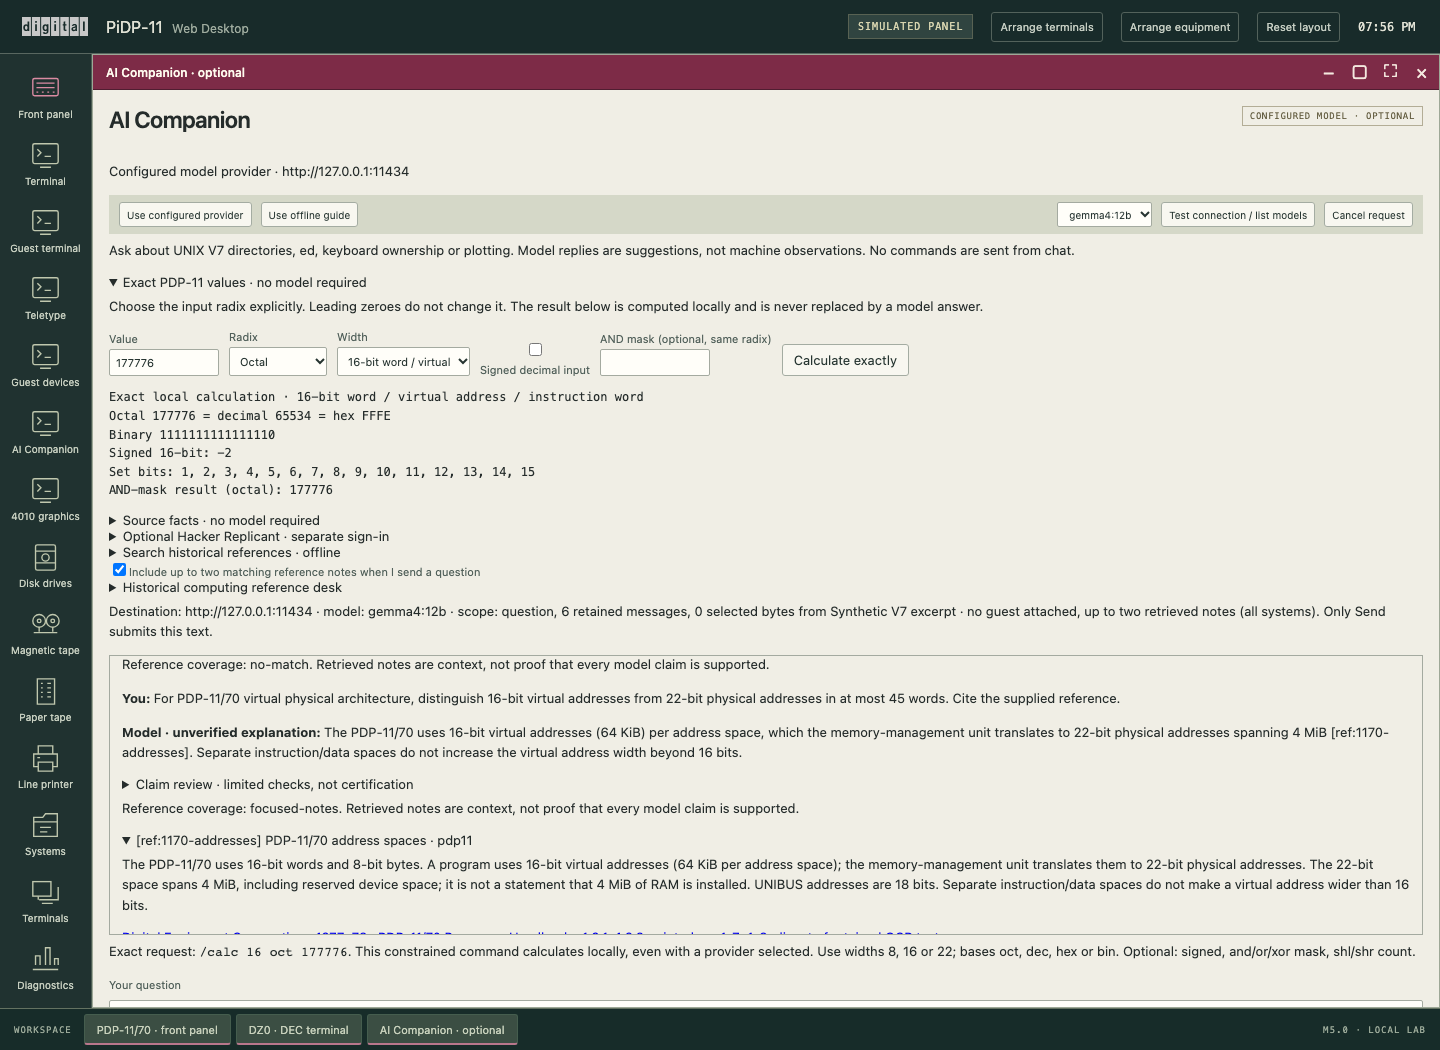 digital PiDP-11 Web Desktop SIMULATED PANEL Arrange terminals Arrange equipment Reset layout 07:56 PM
Front panel
Terminal
Guest terminal
Teletype
Guest devices
AI Companion
4010 graphics
Disk drives
Magnetic tape
Paper tape
Line printer
Systems
Terminals
Diagnostics
AI Companion · optional
AI Companion
CONFIGURED MODEL · OPTIONAL
Configured model provider · http://127.0.0.1:11434
Use configured provider Use offline guide gemma4:12b Test connection / list models Cancel request
Ask about UNIX V7 directories, ed, keyboard ownership or plotting. Model replies are suggestions, not machine observations. No commands are sent from chat.
▼ Exact PDP-11 values · no model required
Choose the input radix explicitly. Leading zeroes do not change it. The result below is computed locally and is never replaced by a model answer.
Value Radix Width AND mask (optional, same radix)
177776 Octal 16-bit word / virtual Signed decimal input Calculate exactly
Exact local calculation · 16-bit word / virtual address / instruction word
Octal 177776 = decimal 65534 = hex FFFE
Binary 1111111111111110
Signed 16-bit: -2
Set bits: 1, 2, 3, 4, 5, 6, 7, 8, 9, 10, 11, 12, 13, 14, 15
AND-mask result (octal): 177776
▶ Source facts · no model required
▶ Optional Hacker Replicant · separate sign-in
▶ Search historical references · offline
Include up to two matching reference notes when I send a question
▶ Historical computing reference desk
Destination: http://127.0.0.1:11434 · model: gemma4:12b · scope: question, 6 retained messages, 0 selected bytes from Synthetic V7 excerpt · no guest attached, up to two retrieved notes (all systems). Only Send
submits this text.
Reference coverage: no-match. Retrieved notes are context, not proof that every model claim is supported.
You: For PDP-11/70 virtual physical architecture, distinguish 16-bit virtual addresses from 22-bit physical addresses in at most 45 words. Cite the supplied reference.
Model · unverified explanation: The PDP-11/70 uses 16-bit virtual addresses (64 KiB) per address space, which the memory-management unit translates to 22-bit physical addresses spanning 4 MiB [ref:1170-
addresses]. Separate instruction/data spaces do not increase the virtual address width beyond 16 bits.
▶ Claim review · limited checks, not certification
Reference coverage: focused-notes. Retrieved notes are context, not proof that every model claim is supported.
▼ [ref:1170-addresses] PDP-11/70 address spaces · pdp11
The PDP-11/70 uses 16-bit words and 8-bit bytes. A program uses 16-bit virtual addresses (64 KiB per address space); the memory-management unit translates them to 22-bit physical addresses. The 22-bit
space spans 4 MiB, including reserved device space; it is not a statement that 4 MiB of RAM is installed. UNIBUS addresses are 18 bits. Separate instruction/data spaces do not make a virtual address wider than 16
bits.
Exact request: /calc 16 oct 177776. This constrained command calculates locally, even with a provider selected. Use widths 8, 16 or 22; bases oct, dec, hex or bin. Optional: signed, and/or/xor mask, shl/shr count.
Your question
WORKSPACE PDP-11/70 · front panel DZ0 · DEC terminal AI Companion · optional M5.0 · LOCAL LAB